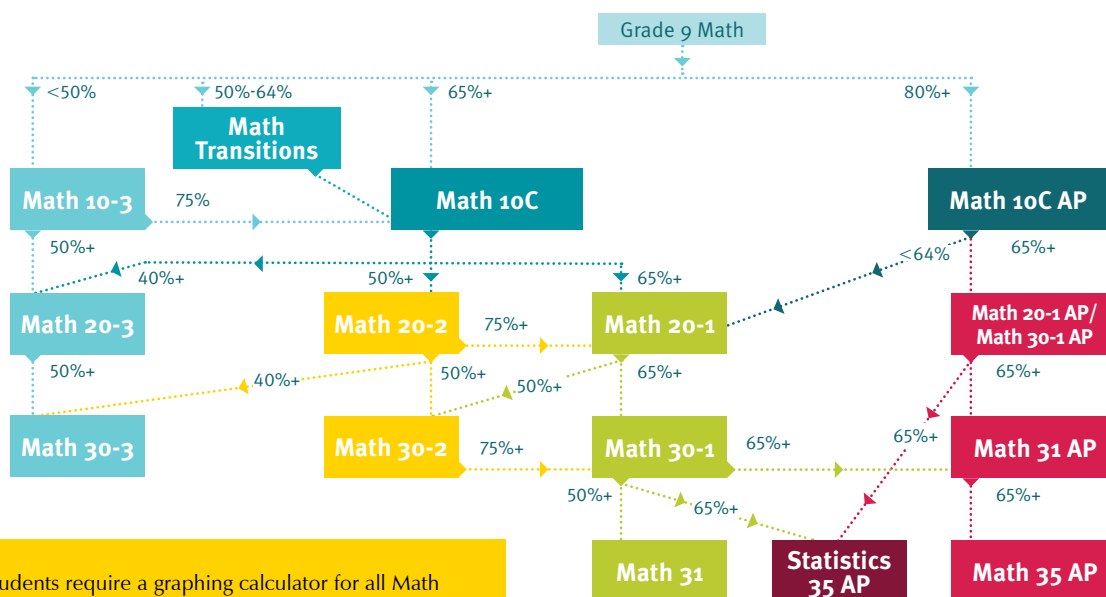 Grade 9 Math
<50%
50%-64%
65%+
80%+
Math
Transitions
Math 10-3
75%
Math 10C
Math 10C AP
50%+
<64%
65%+
40%+
50%+
65%+
Math 20-3
Math 20-2
75%+
Math 20-1
Math 20-1 AP/
Math 30-1 AP
50%+
40%+
50%+
50%+
65%+
65%+
Math 30-3
Math 30-2
75%+
Math 30-1
65%+
65%+
Math 31 AP
50%+
65%+
65%+
Math 31
Statistics
35 AP
Math 35 AP
udents require a graphing calculator for all Math